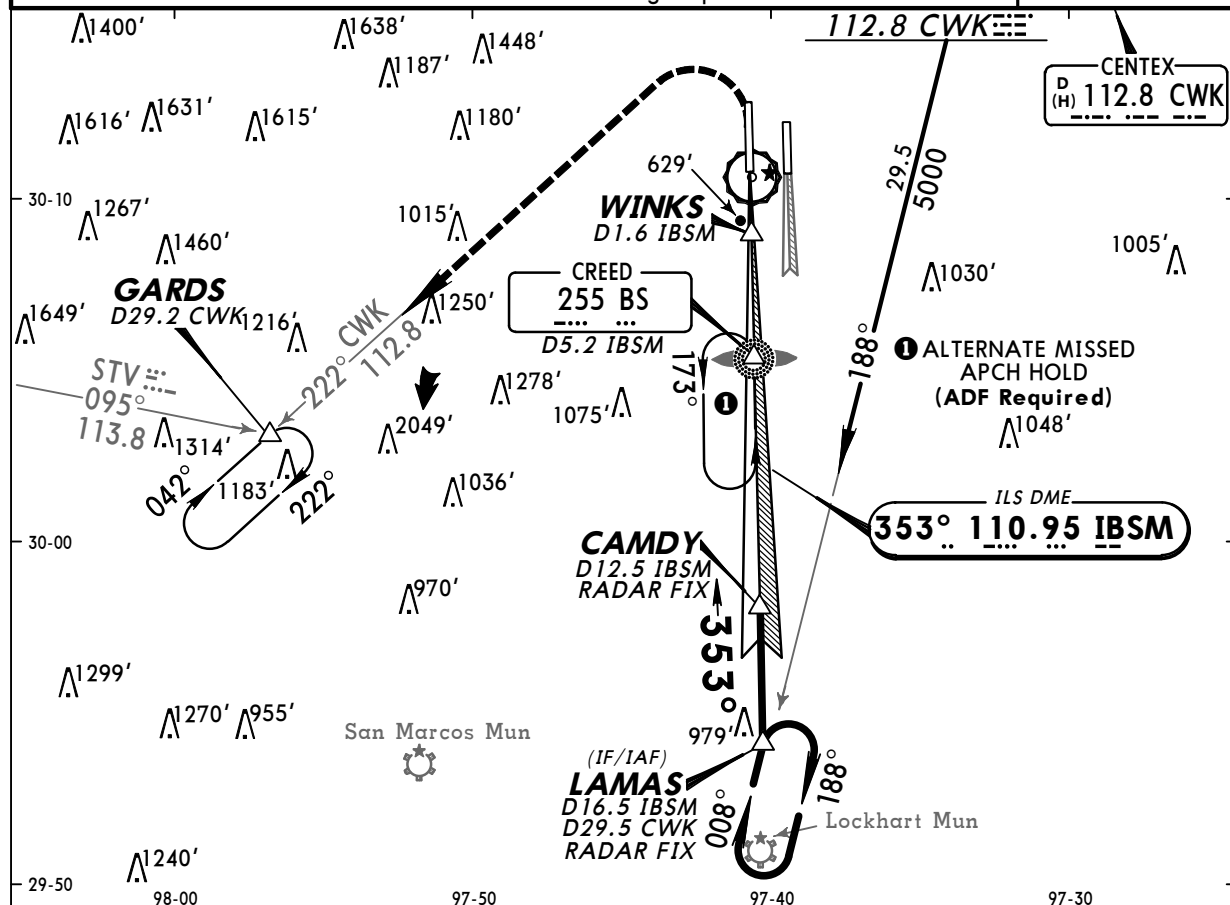 1400'
1638'
1448'
1187'
1616'
1631'
1615'
1180'
112.8 CWK
CENTEX
D
(H) 112.8 CWK
29.5
5000
188°
629'
30-10
1267'
1015'
WINKS
D1.6 IBSM
1460'
1005'
1030'
GARDS
D29.2 CWK
CREED
255 BS
D5.2 IBSM
1649'
1216'
1250'
222° CWK
112.8
STV
095°
113.8
173°
1
1 ALTERNATE MISSED
APCH HOLD
(ADF Required)
1278'
1075'
1048'
1314'
2049'
042°
1183'
222°
1036'
ILS DME
353° 110.95 IBSM
30-00
CAMDY
D12.5 IBSM
RADAR FIX
970'
353°
1299'
1270'
955'
979'
San Marcos Mun
(IF/IAF)
LAMAS
D16.5 IBSM
D29.5 CWK
RADAR FIX
008°
188°
Lockhart Mun
1240'
29-50
98-00
97-50
97-40
97-30